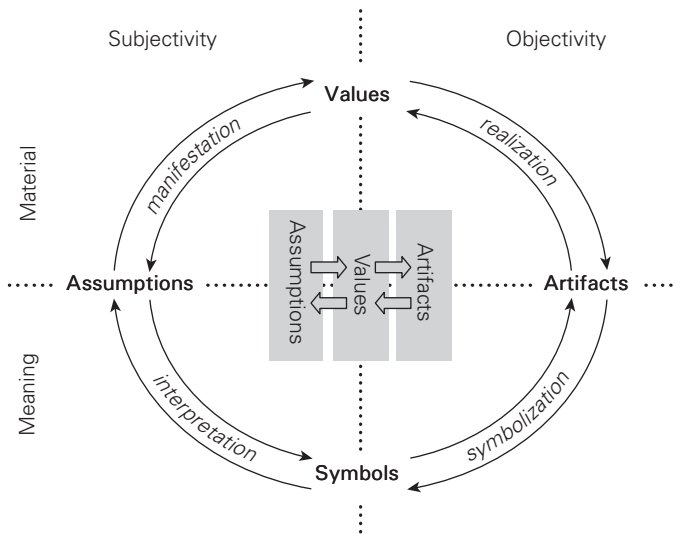 Subjectivity
Objectivity
Values
manifestation
realization
Material
Assumptions
Values
Artifacts
Assumptions
Artifacts
Meaning
interpretation
symbolization
Symbols